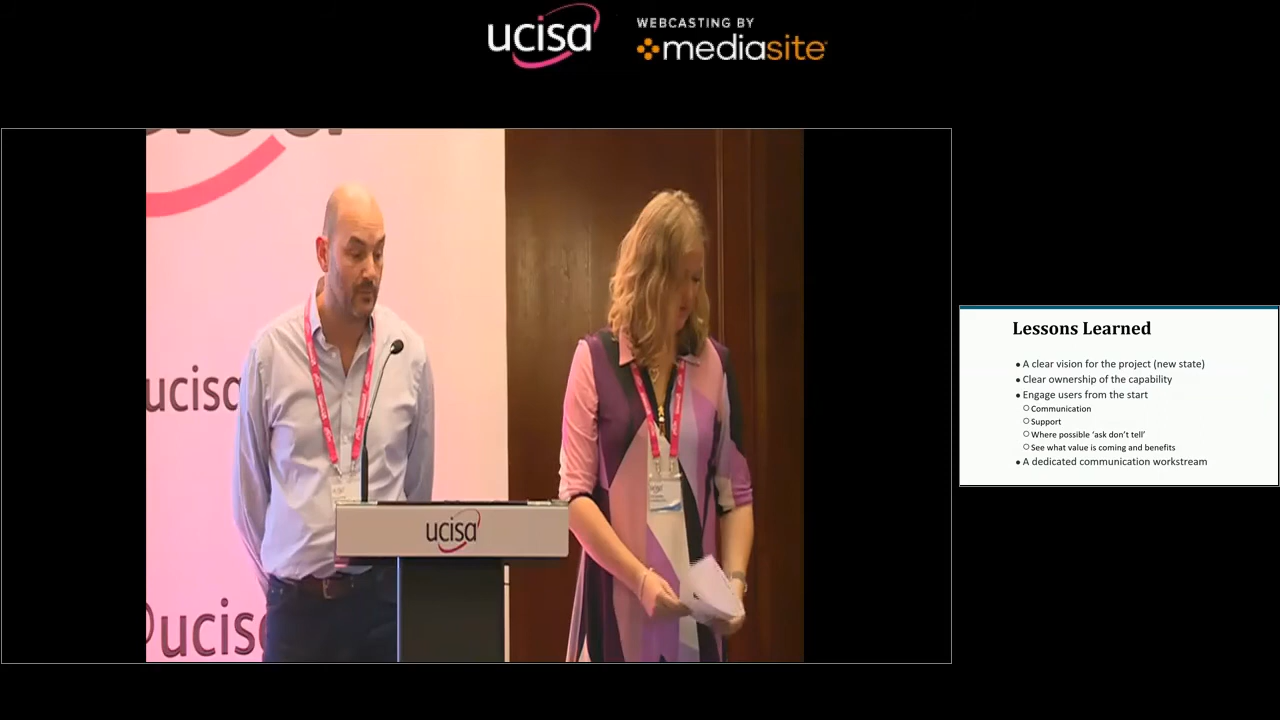 ucisa
WEBCASTING BY
mediasite
ucisa
ucisa
ucisa
Lessons Learned
• A clear vision for the project (new state)
• Clear ownership of the capability
• Engage users from the start
○ Communication
○ Support
○ Where possible ‘ask don’t tell’
○ See what value is coming and benefits
• A dedicated communication workstream